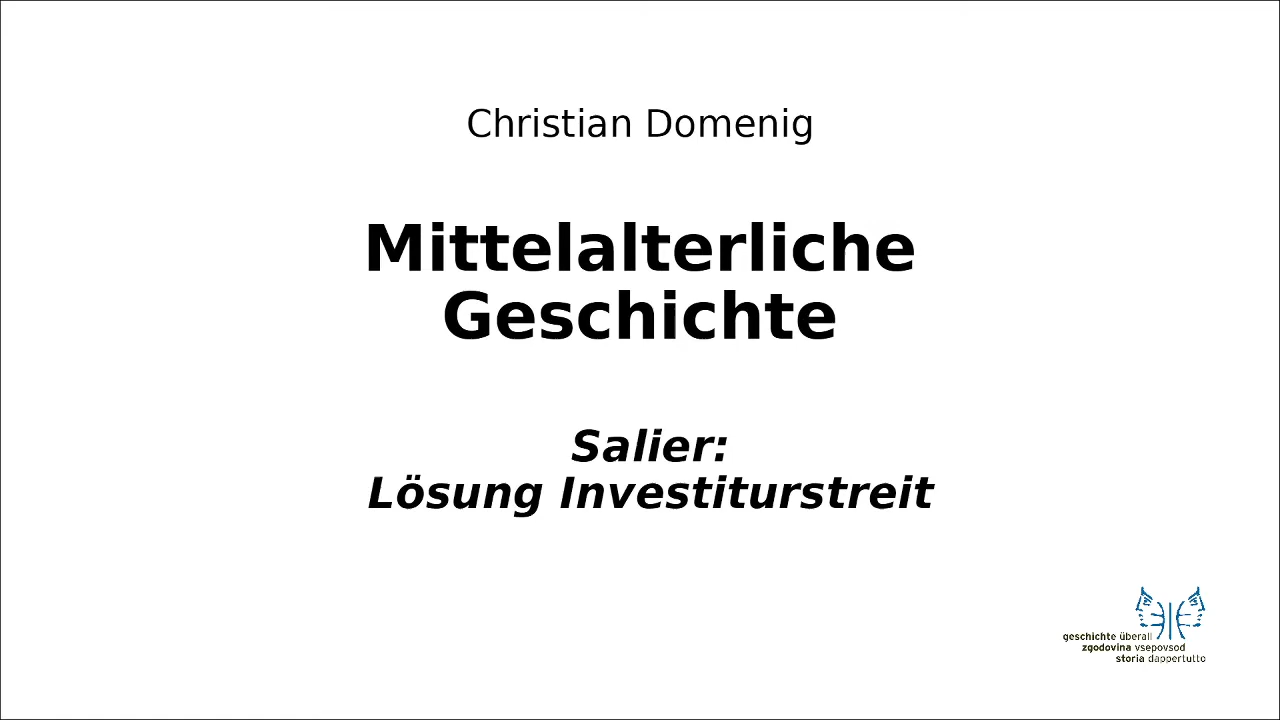 Christian Domenig
Mittelalterliche
Geschichte
Salier:
Lösung Investiturstreit
geschichte überall
zgodovina vsepovsod
storia dappertutto